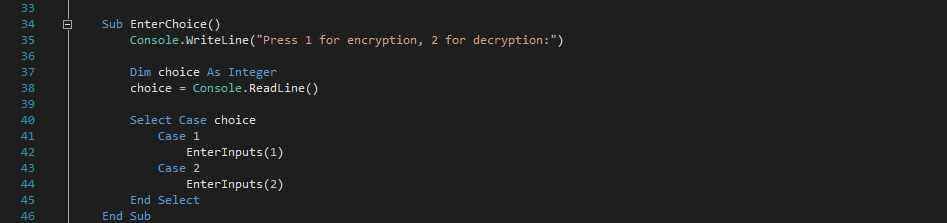 33
34 Sub EnterChoice()
35 Console.WriteLine("Press 1 for encryption, 2 for decryption:")
36
37 Dim choice As Integer
38 choice = Console.ReadLine()
39
40 Select Case choice
41 Case 1
42 EnterInputs(1)
43 Case 2
44 EnterInputs(2)
45 End Select
46 End Sub